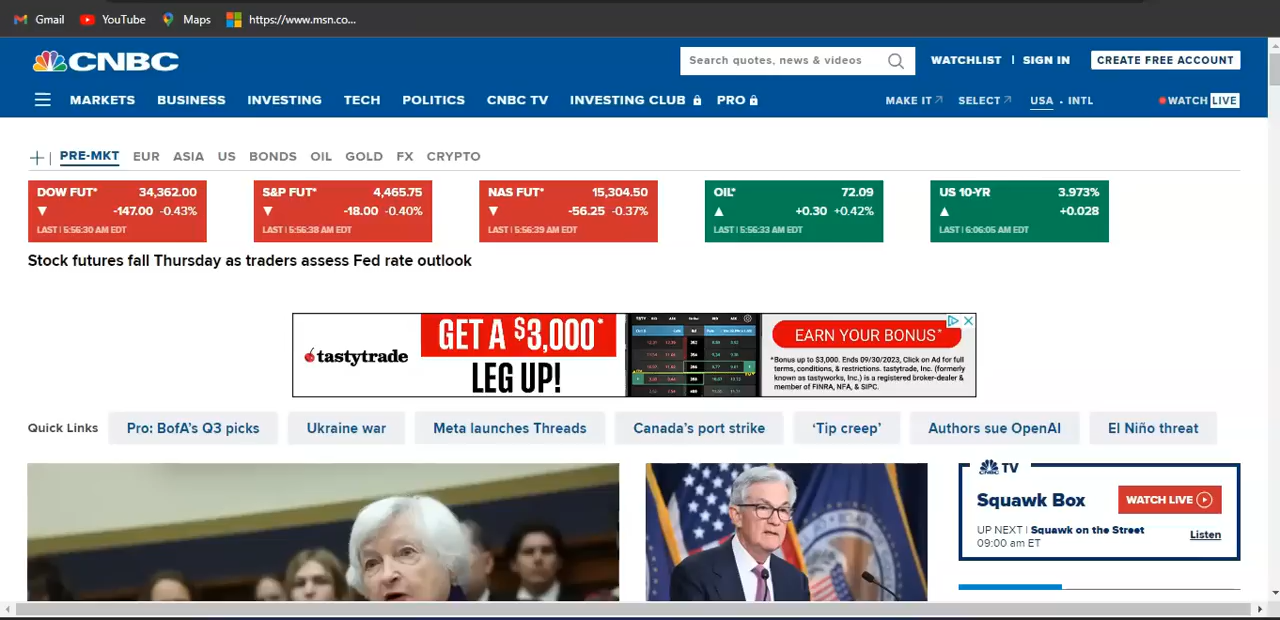 Gmail YouTube Maps https://www.msn.co...
CNBC Search quotes, news & videos WATCHLIST | SIGN IN CREATE FREE ACCOUNT
MARKETS BUSINESS INVESTING TECH POLITICS CNBC TV INVESTING CLUB PRO MAKE IT SELECT USA • INTL WATCH LIVE
+ | PRE-MKT EUR ASIA US BONDS OIL GOLD FX CRYPTO
DOW FUT* 34,362.00
▼ -147.00 -0.43%
LAST | 5:56:30 AM EDT
S&P FUT* 4,465.75
▼ -18.00 -0.40%
LAST | 5:56:38 AM EDT
NAS FUT* 15,304.50
▼ -56.25 -0.37%
LAST | 5:56:39 AM EDT
OIL* 72.09
▲ +0.30 +0.42%
LAST | 5:56:33 AM EDT
US 10-YR 3.973%
▲ +0.028
LAST | 6:06:05 AM EDT
Stock futures fall Thursday as traders assess Fed rate outlook
tastytrade
GET A $3,000*
LEG UP!
EARN YOUR BONUS*
*Bonus up to $3,000. Ends 09/30/2023, Click on Ad for full
terms, conditions, & restrictions. tastytrade, Inc. (formerly
known as tastyworks, Inc.) is a registered broker-dealer &
member of FINRA, NFA, & SIPC.
Quick Links Pro: BofA's Q3 picks Ukraine war Meta launches Threads Canada's port strike 'Tip creep' Authors sue OpenAI El Niño threat
CNBC TV
Squawk Box WATCH LIVE
UP NEXT | Squawk on the Street
09:00 am ET Listen